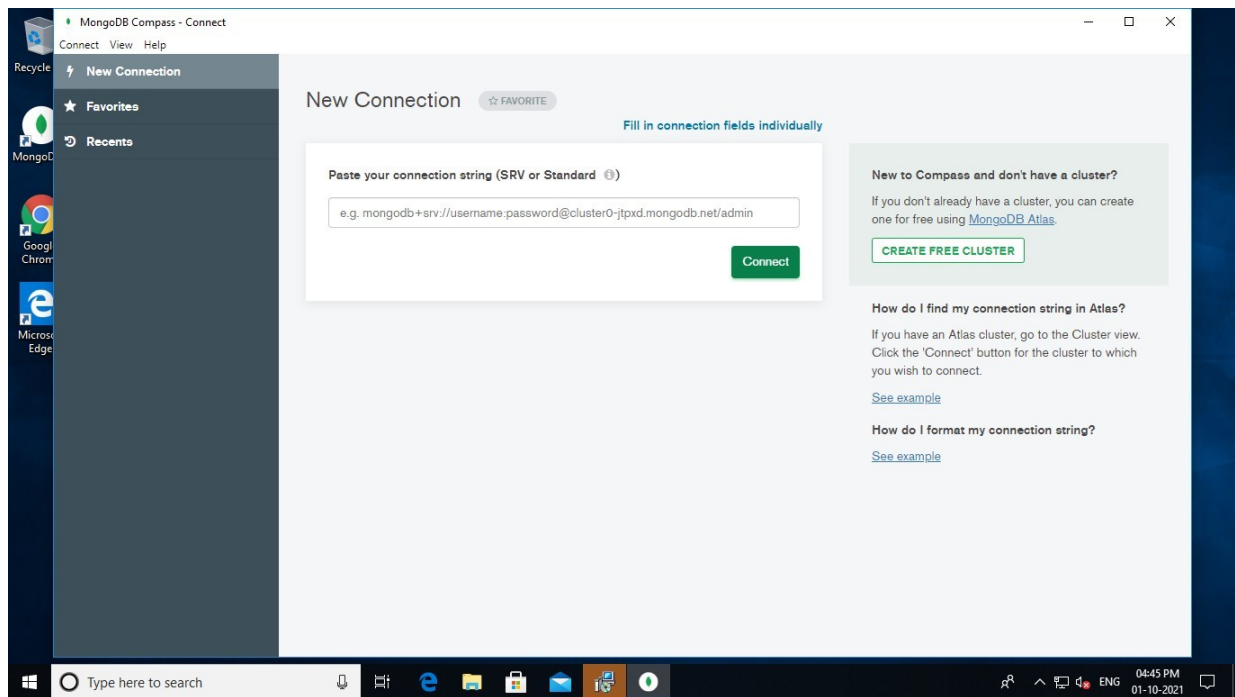 MongoDB Compass - Connect
Connect View Help
Recycle
New Connection
Favorites
Recents
Google
Chrom
Edge
New Connection
FAVORITE
Fill in connection fields individually
Paste your connection string (SRV or Standard)
e.g. mongodb+srv://username:password@cluster0-jtpxd.mongodb.net/admin
Connect
New to Compass and don't have a cluster?
If you don't already have a cluster, you can create
one for free using MongoDB Atlas.
CREATE FREE CLUSTER
How do I find my connection string in Atlas?
If you have an Atlas cluster, go to the Cluster view.
Click the 'Connect' button for the cluster to which
you wish to connect.
See example
How do I format my connection string?
See example
Type here to search
ENG
04:45 PM
01-10-2021